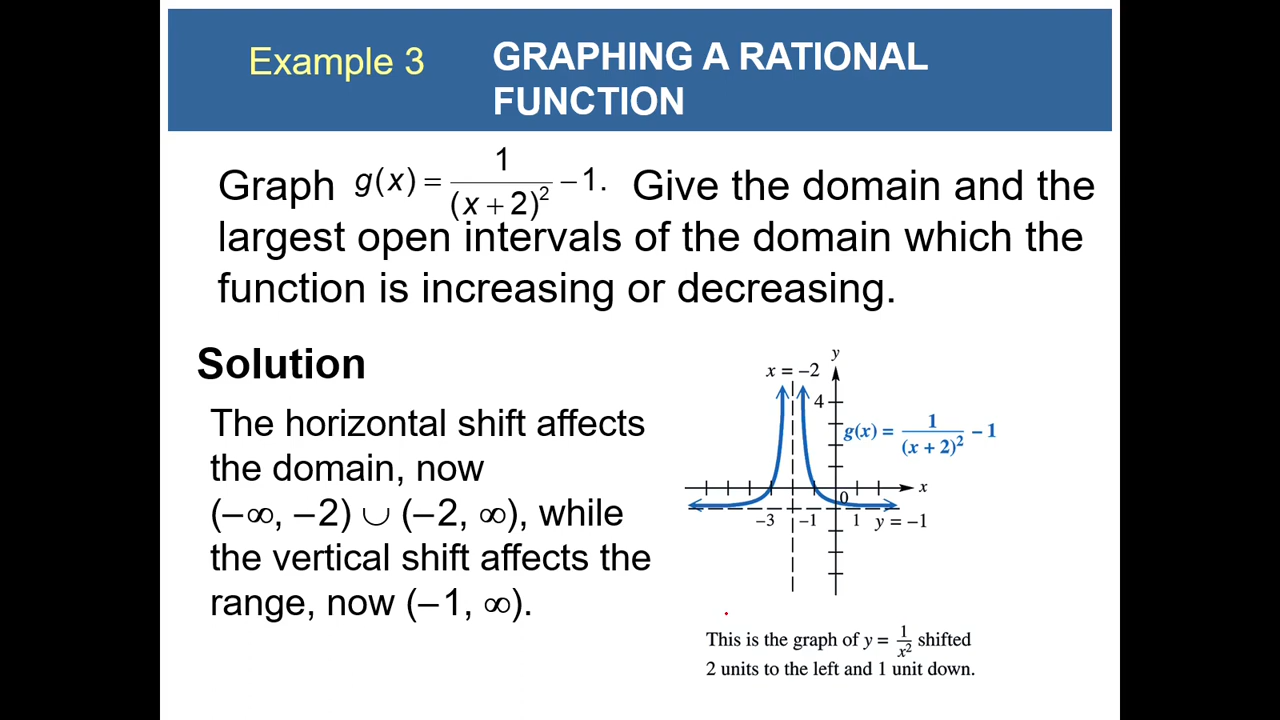 Example 3
GRAPHING A RATIONAL
FUNCTION
Graph g(x) = 1/(x + 2)² − 1. Give the domain and the
largest open intervals of the domain which the
function is increasing or decreasing.
Solution
The horizontal shift affects
the domain, now
(−∞, −2) ∪ (−2, ∞), while
the vertical shift affects the
range, now (−1, ∞).
y
x = −2
4
g(x) = 1/(x + 2)² − 1
x
0
−3 −1 1 y = −1
This is the graph of y = 1/x² shifted
2 units to the left and 1 unit down.